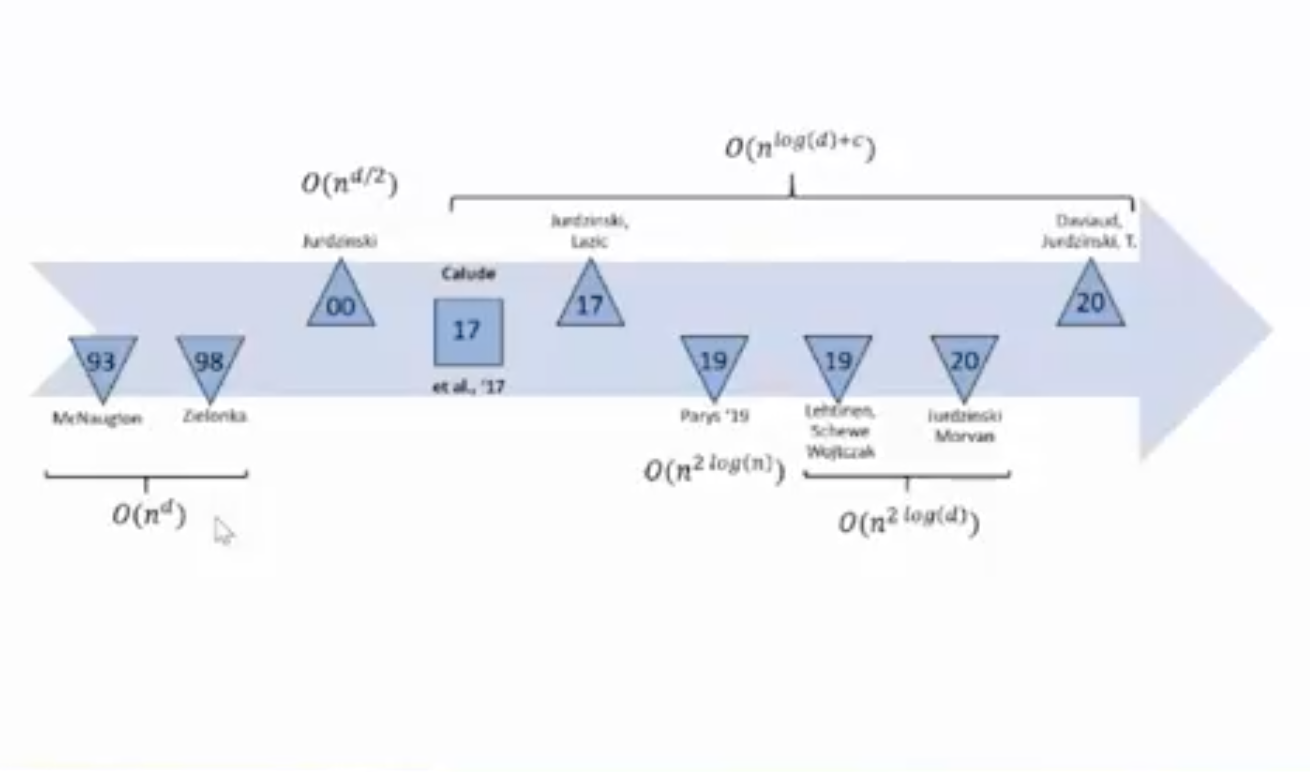 O(n^{log(d)+c})
O(n^{d/2})
Jurdzinski
Jurdzinski,
Lazic
Daviaud,
Jurdzinski, T.
Calude
00
17
17
20
et al., '17
93
98
19
19
20
McNaugton
Zielonka
Parys '19
Lehtinen,
Schewe
Wojtczak
Jurdzinski
Morvan
O(n^d)
O(n^{2 log(n)})
O(n^{2 log(d)})